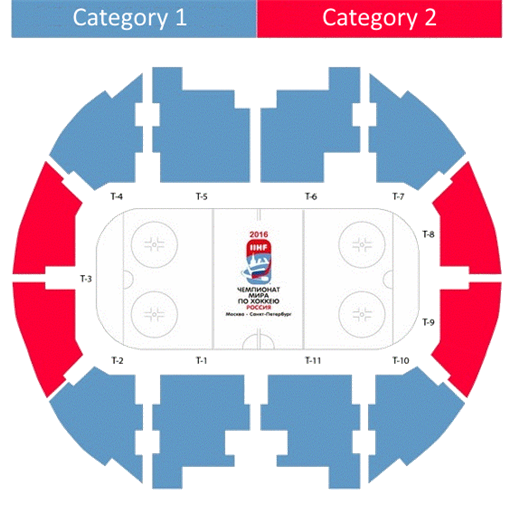 Category 1
Category 2
T-4
T-5
T-6
T-7
T-8
T-3
2016
IIHF
ЧЕМПИОНАТ
МИРА
ПО ХОККЕЮ
РОССИЯ
Москва - Санкт-Петербург
T-9
T-2
T-1
T-11
T-10